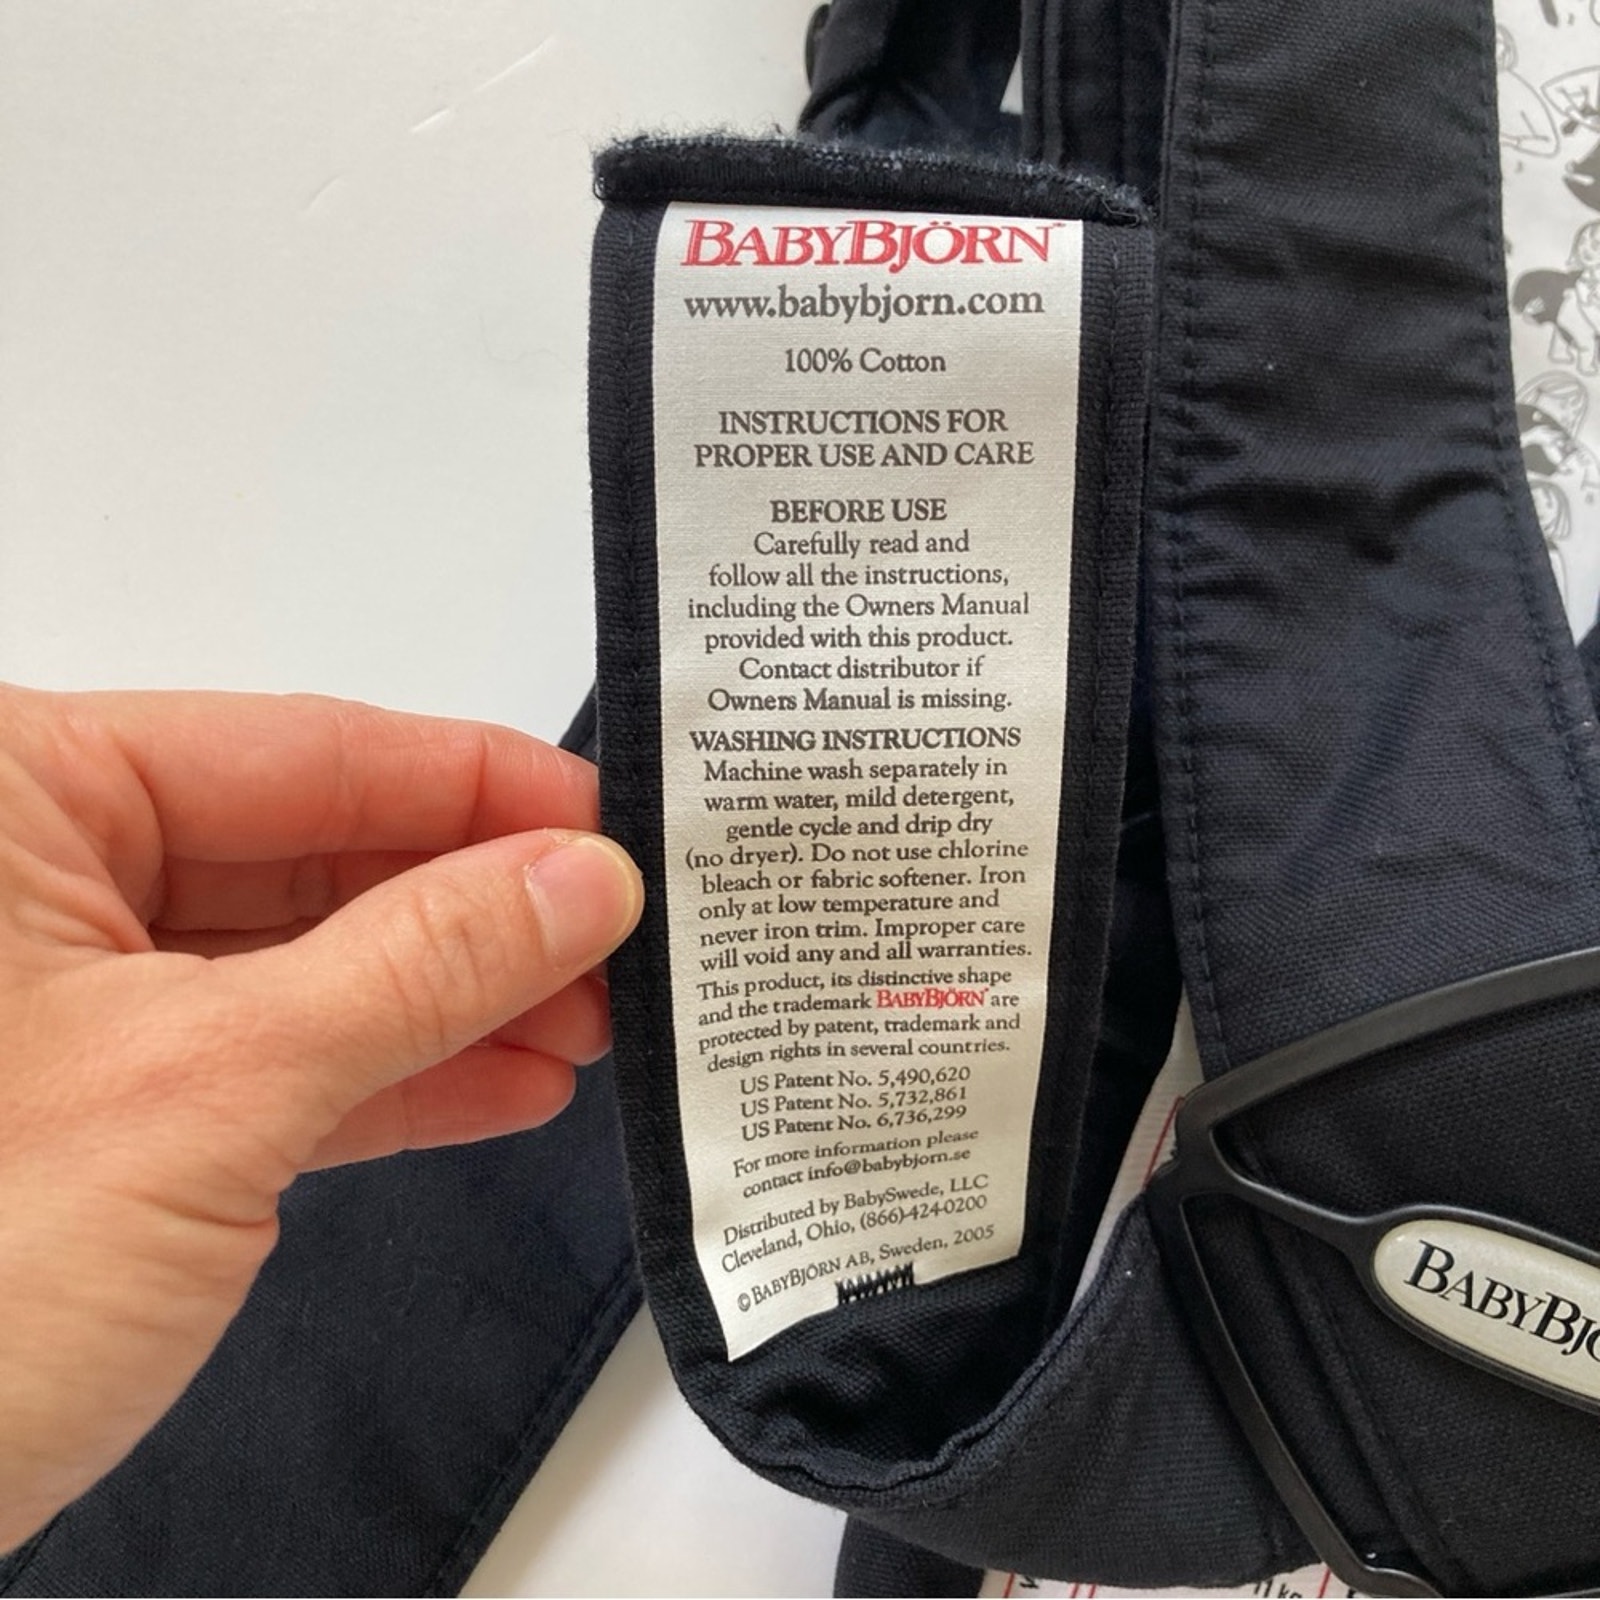 BABYBJÖRN™
www.babybjorn.com
100% Cotton
INSTRUCTIONS FOR
PROPER USE AND CARE
BEFORE USE
Carefully read and
follow all the instructions,
including the Owners Manual
provided with this product.
Contact distributor if
Owners Manual is missing.
WASHING INSTRUCTIONS
Machine wash separately in
warm water, mild detergent,
gentle cycle and drip dry
(no dryer). Do not use chlorine
bleach or fabric softener. Iron
only at low temperature and
never iron trim. Improper care
will void any and all warranties.
This product, its distinctive shape
and the trademark BABYBJÖRN™ are
protected by patent, trademark and
design rights in several countries.
US Patent No. 5,490,620
US Patent No. 5,732,861
US Patent No. 6,736,299
For more information please
contact info@babybjorn.se
Distributed by BabySwede, LLC
Cleveland, Ohio, (866)-424-0200
© BABYBJÖRN AB, Sweden, 2005
BABYBJÖ
11 kg